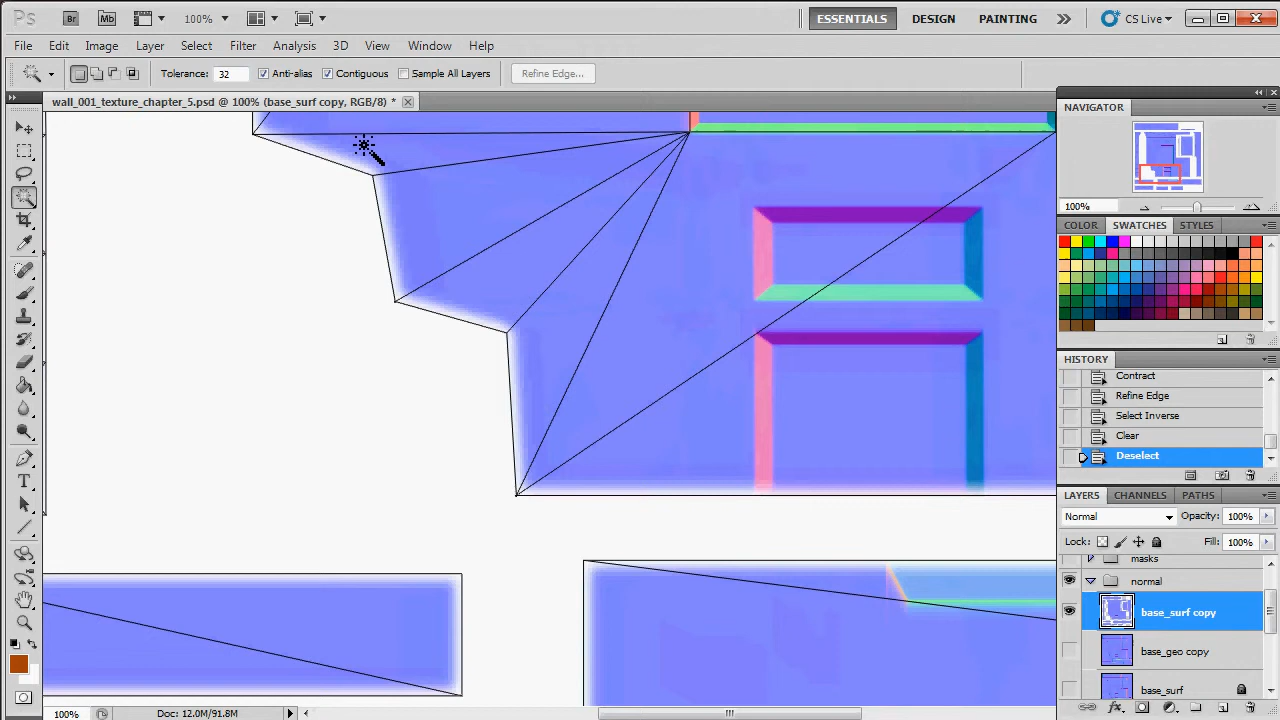 Ps Br Mb 100% ESSENTIALS DESIGN PAINTING CS Live
File Edit Image Layer Select Filter Analysis 3D View Window Help
Tolerance: 32 Anti-alias Contiguous Sample All Layers Refine Edge...
wall_001_texture_chapter_5.psd @ 100% (base_surf copy, RGB/8) *
NAVIGATOR
100%
COLOR SWATCHES STYLES
HISTORY
Contract
Refine Edge
Select Inverse
Clear
Deselect
LAYERS CHANNELS PATHS
Normal Opacity: 100%
Lock: Fill: 100%
masks
normal
base_surf copy
base_geo copy
base_surf
100% Doc: 12.0M/91.8M